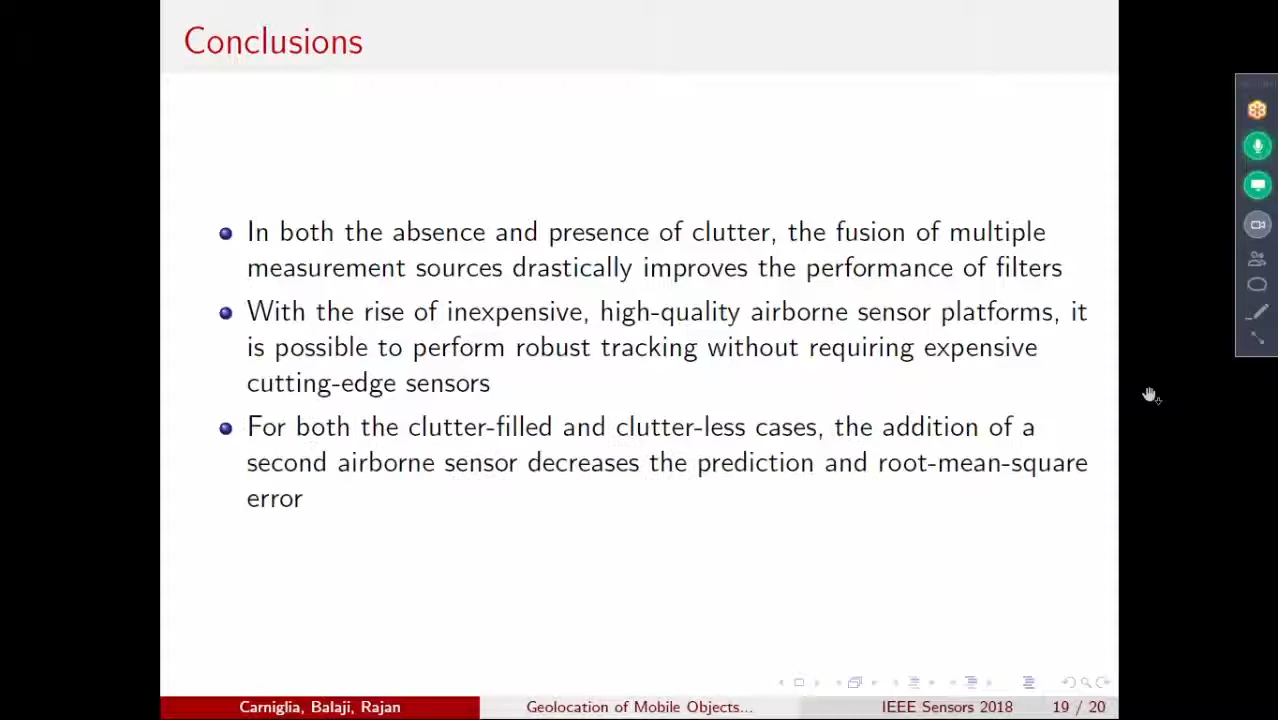 Conclusions
In both the absence and presence of clutter, the fusion of multiple
measurement sources drastically improves the performance of filters
With the rise of inexpensive, high-quality airborne sensor platforms, it
is possible to perform robust tracking without requiring expensive
cutting-edge sensors
For both the clutter-filled and clutter-less cases, the addition of a
second airborne sensor decreases the prediction and root-mean-square
error
Carniglia, Balaji, Rajan
Geolocation of Mobile Objects...
IEEE Sensors 2018
19 / 20